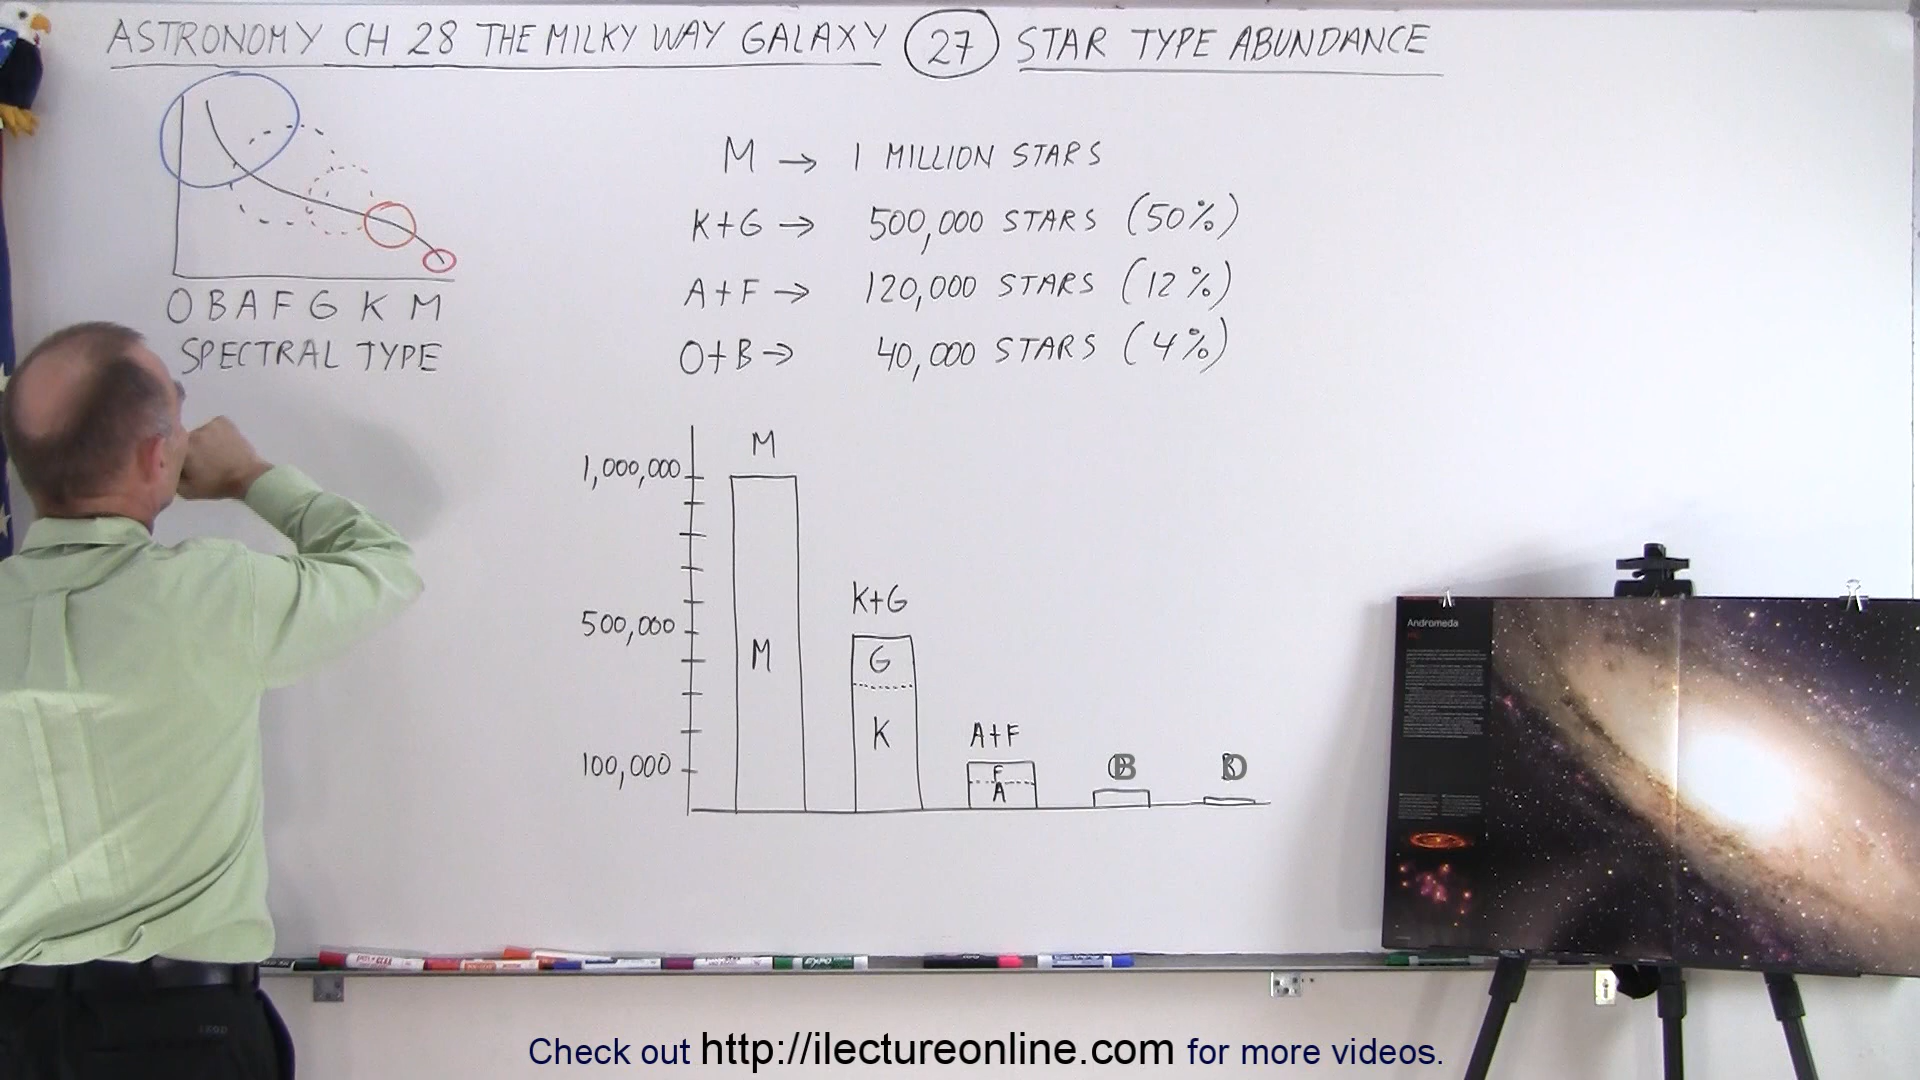 ASTRONOMY CH 28 THE MILKY WAY GALAXY 27 STAR TYPE ABUNDANCE
O B A F G K M
SPECTRAL TYPE
M → 1 MILLION STARS
K+G → 500,000 STARS (50%)
A+F → 120,000 STARS (12%)
O+B → 40,000 STARS (4%)
M
1,000,000
K+G
500,000
M
G
K
A+F
100,000
F
A
B
O
Andromeda
EXPO
Check out http://ilectureonline.com for more videos.